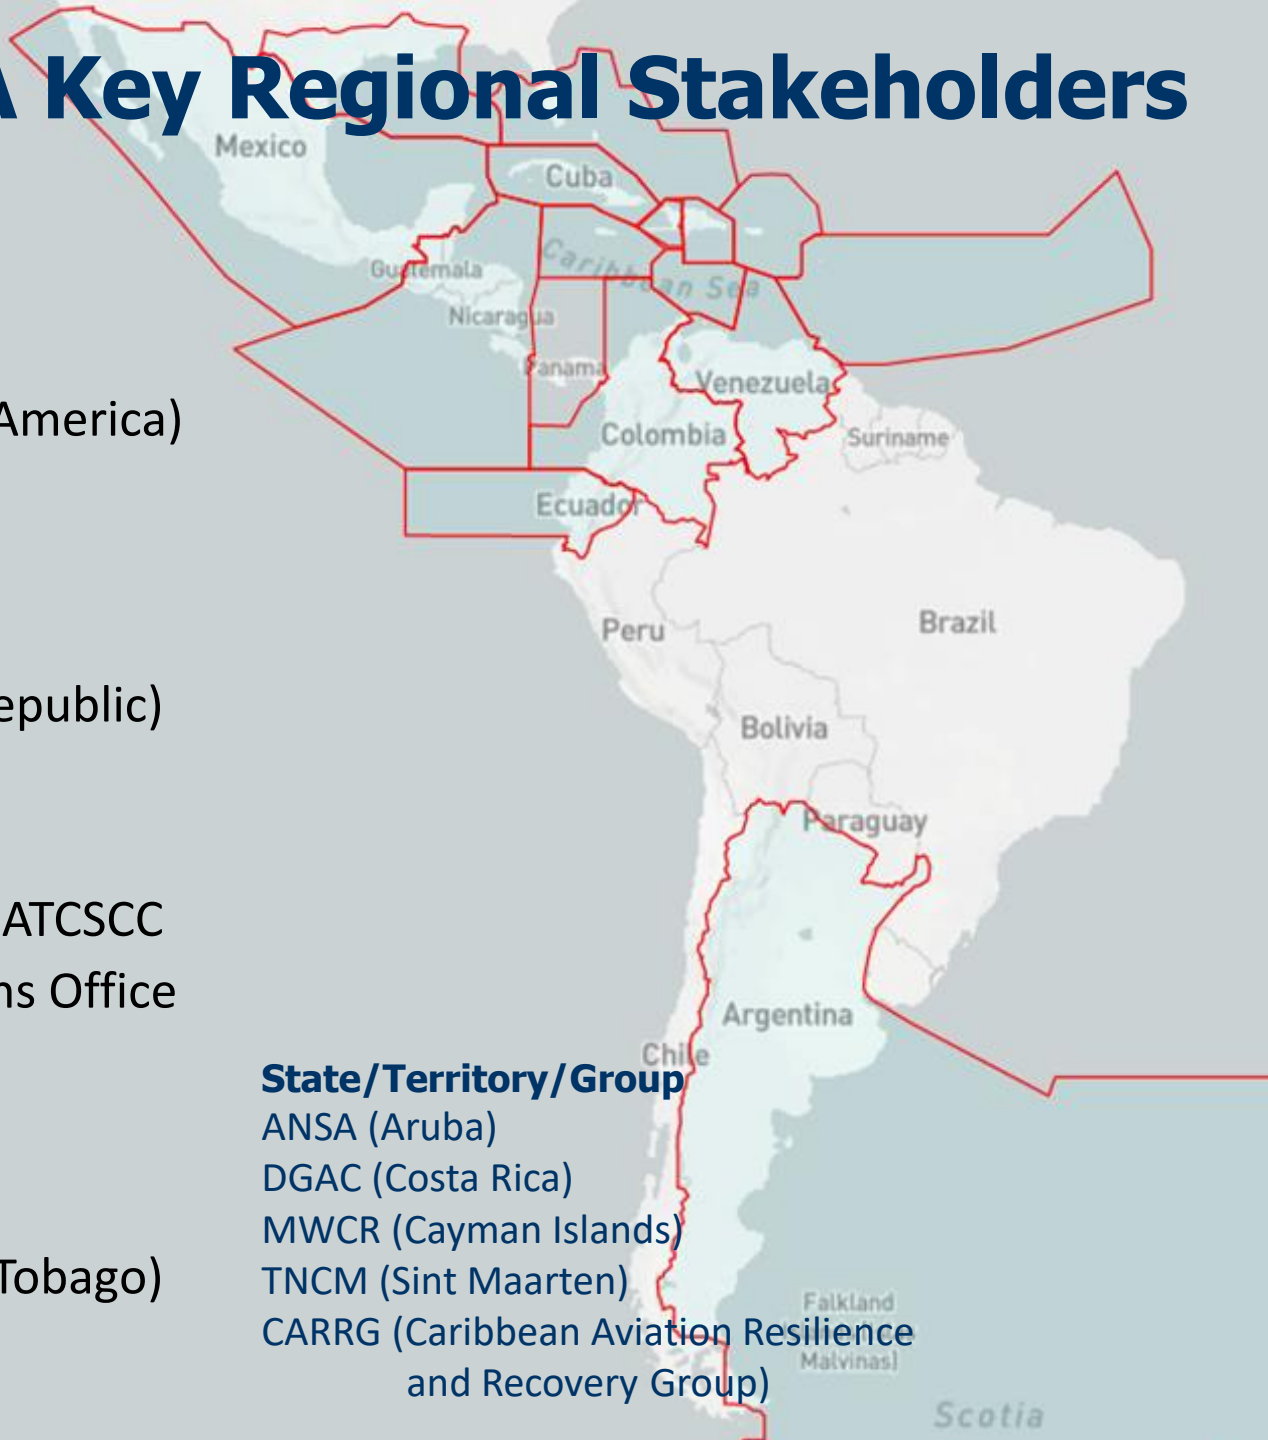 A Key Regional Stakeholders
Mexico
Cuba
Guatemala
Caribbean Sea
Nicaragua
Panama
Venezuela
America)
Colombia
Suriname
Ecuador
Brazil
Peru
epublic)
Bolivia
Paraguay
ATCSCC
ns Office
Argentina
Chile
State/Territory/Group
ANSA (Aruba)
DGAC (Costa Rica)
MWCR (Cayman Islands)
Tobago)
TNCM (Sint Maarten)
Falkland
CARRG (Caribbean Aviation Resilience
Malvinas)
and Recovery Group)
Scotia